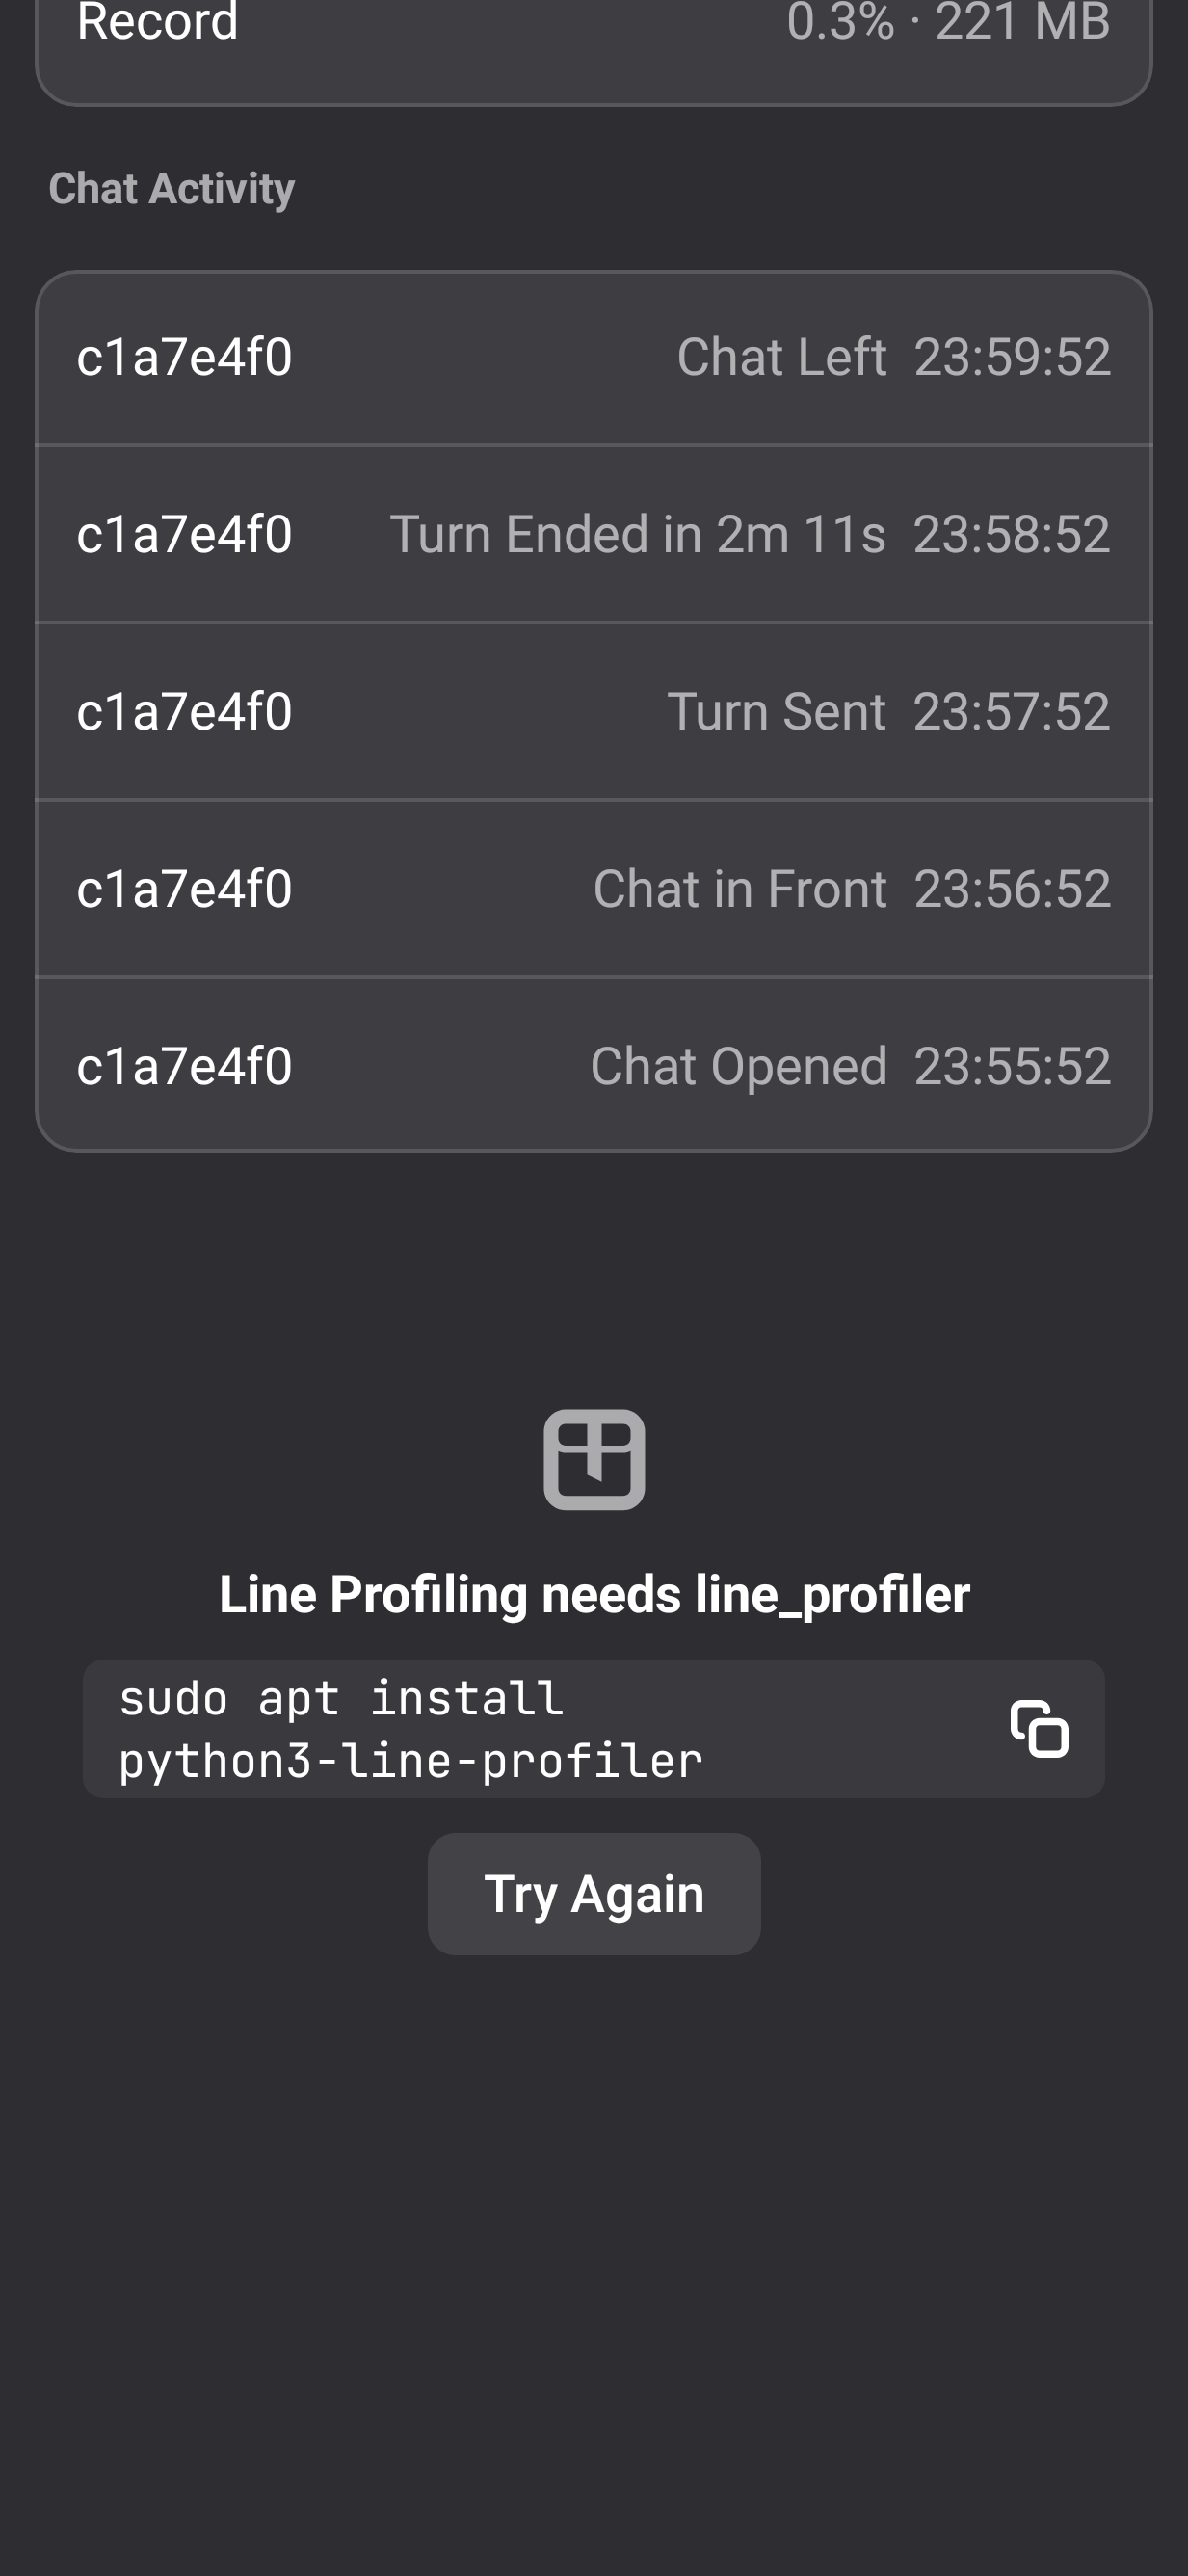 Record 0.3% · 221 MB
Chat Activity
c1a7e4f0 Chat Left 23:59:52
c1a7e4f0 Turn Ended in 2m 11s 23:58:52
c1a7e4f0 Turn Sent 23:57:52
c1a7e4f0 Chat in Front 23:56:52
c1a7e4f0 Chat Opened 23:55:52
Line Profiling needs line_profiler
sudo apt install
python3-line-profiler
Try Again